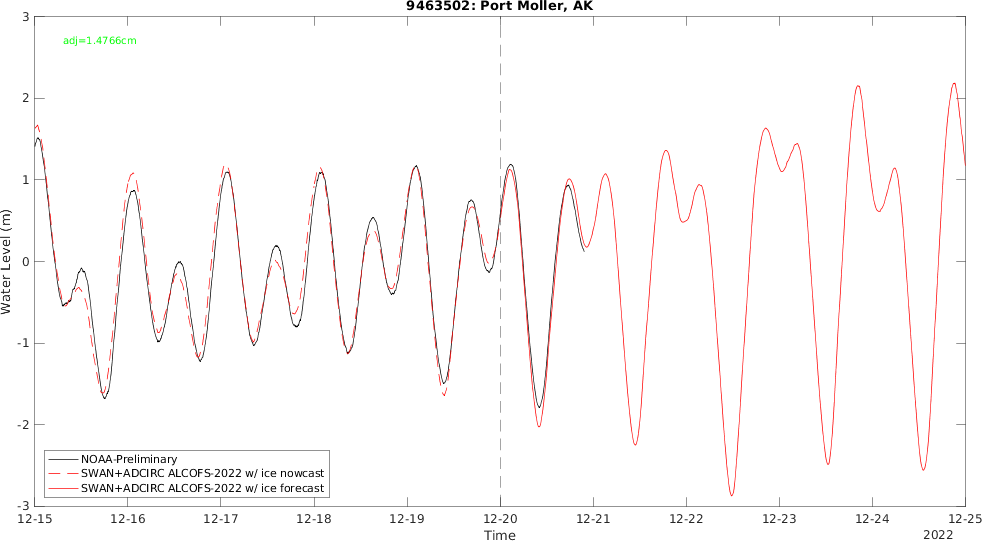 9463502: Port Moller, AK
adj=1.4766cm
3
2
1
0
-1
-2
-3
Water Level (m)
NOAA-Preliminary
SWAN+ADCIRC ALCOFS-2022 w/ ice nowcast
SWAN+ADCIRC ALCOFS-2022 w/ ice forecast
12-15 12-16 12-17 12-18 12-19 12-20 12-21 12-22 12-23 12-24 12-25
Time
2022